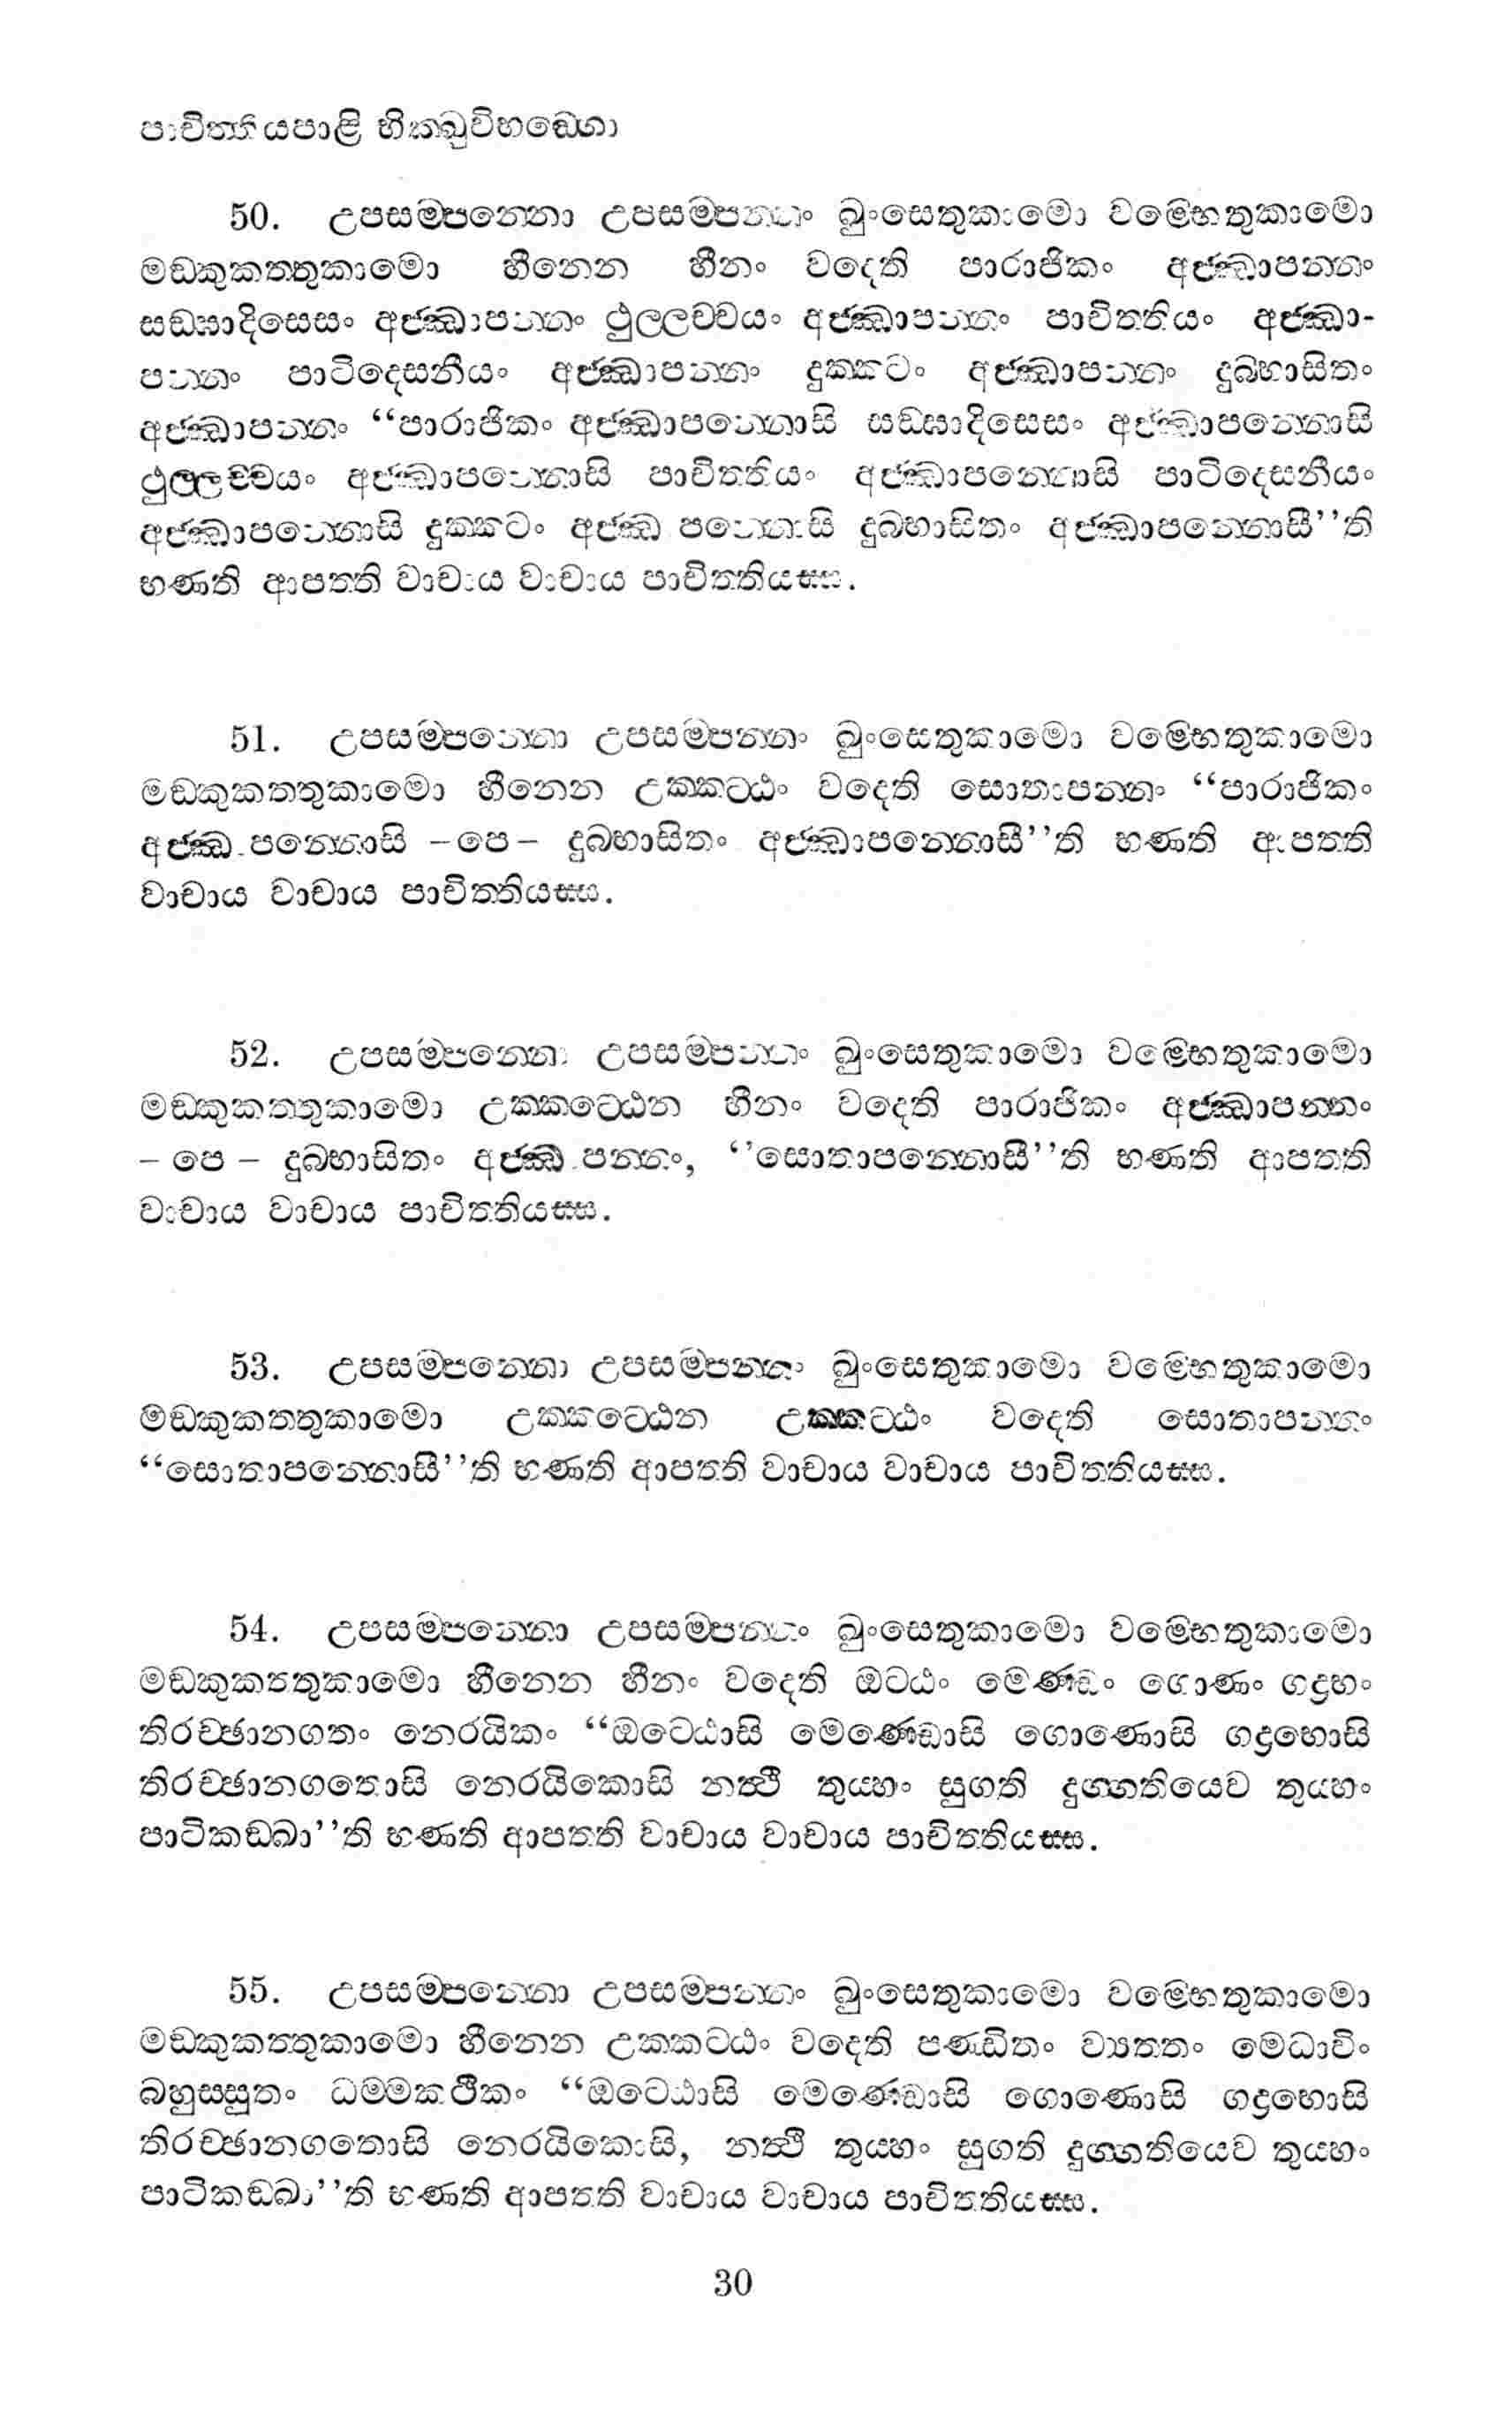 පාචිත්තියපාළි භික්ඛුවිභඞ්ගො
50. උපසම්පන්නො උපසම්පන්නං ඛුංසෙතුකාමො වම්භෙතුකාමො
මඞ්කුකත්තුකාමො හීනෙන හීනං වදෙති පාරාජිකං අජ්ඣාපන්නං
සඞ්ඝාදිසෙසං අජ්ඣාපන්නං ථුල්ලච්චයං අජ්ඣාපන්නං පාචිත්තියං අජ්ඣා-
පන්නං පාටිදෙසනීයං අජ්ඣාපන්නං දුක්කටං අජ්ඣාපන්නං දුබ්භාසිතං
අජ්ඣාපන්නං “පාරාජිකං අජ්ඣාපන්නොසි සඞ්ඝාදිසෙසං අජ්ඣාපන්නොසි
ථුල්ලච්චයං අජ්ඣාපන්නොසි පාචිත්තියං අජ්ඣාපන්නොසි පාටිදෙසනීයං
අජ්ඣාපන්නොසි දුක්කටං අජ්ඣාපන්නොසි දුබ්භාසිතං අජ්ඣාපන්නොසී’’ති
භණති ආපත්ති වාචාය වාචාය පාචිත්තියස්ස.
51. උපසම්පන්නො උපසම්පන්නං ඛුංසෙතුකාමො වම්භෙතුකාමො
මඞ්කුකත්තුකාමො හීනෙන උක්කට්ඨං වදෙති සොතාපන්නං “පාරාජිකං
අජ්ඣාපන්නොසි –පෙ– දුබ්භාසිතං අජ්ඣාපන්නොසී’’ති භණති ආපත්ති
වාචාය වාචාය පාචිත්තියස්ස.
52. උපසම්පන්නො උපසම්පන්නං ඛුංසෙතුකාමො වම්භෙතුකාමො
මඞ්කුකත්තුකාමො උක්කට්ඨෙන හීනං වදෙති පාරාජිකං අජ්ඣාපන්නං
– පෙ – දුබ්භාසිතං අජ්ඣාපන්නං, ‘’සොතාපන්නොසී’’ති භණති ආපත්ති
වාචාය වාචාය පාචිත්තියස්ස.
53. උපසම්පන්නො උපසම්පන්නං ඛුංසෙතුකාමො වම්භෙතුකාමො
මඞ්කුකත්තුකාමො උක්කට්ඨෙන උක්කට්ඨං වදෙති සොතාපන්නං
“සොතාපන්නොසී’’ති භණති ආපත්ති වාචාය වාචාය පාචිත්තියස්ස.
54. උපසම්පන්නො උපසම්පන්නං ඛුංසෙතුකාමො වම්භෙතුකාමො
මඞ්කුකත්තුකාමො හීනෙන හීනං වදෙති ඔට්ඨං මෙණ්ඩං ගොණං ගද්‍රභං
තිරච්ඡානගතං නෙරයිකං “ඔට්ඨොසි මෙණ්ඩොසි ගොණොසි ගද්‍රභොසි
තිරච්ඡානගතොසි නෙරයිකොසි නත්ථි තුය්හං සුගති දුග්ගතියෙව තුය්හං
පාටිකඞ්ඛා’’ති භණති ආපත්ති වාචාය වාචාය පාචිත්තියස්ස.
55. උපසම්පන්නො උපසම්පන්නං ඛුංසෙතුකාමො වම්භෙතුකාමො
මඞ්කුකත්තුකාමො හීනෙන උක්කට්ඨං වදෙති පණ්ඩිතං ව්‍යත්තං මෙධාවිං
බහුස්සුතං ධම්මකථිකං “ඔට්ඨොසි මෙණ්ඩොසි ගොණොසි ගද්‍රභොසි
තිරච්ඡානගතොසි නෙරයිකොසි, නත්ථි තුය්හං සුගති දුග්ගතියෙව තුය්හං
පාටිකඞ්ඛා’’ති භණති ආපත්ති වාචාය වාචාය පාචිත්තියස්ස.
30